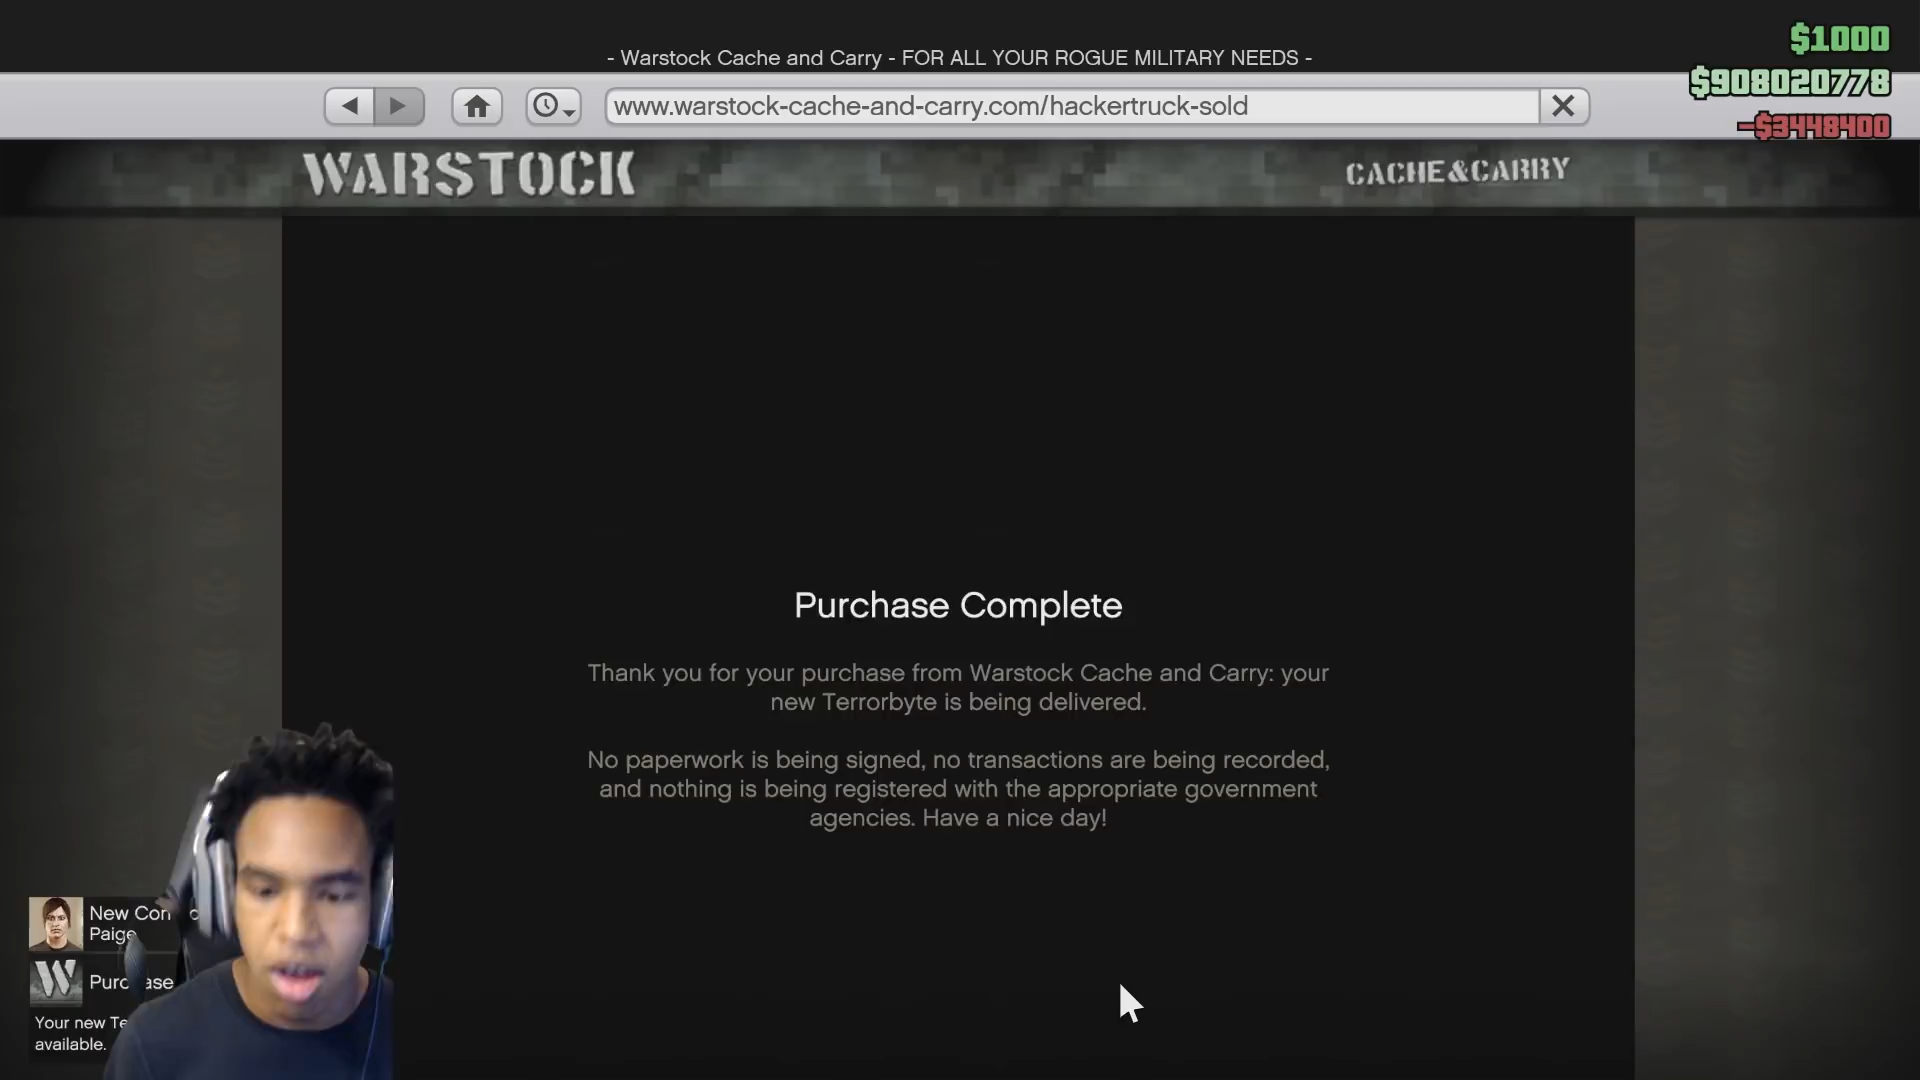 - Warstock Cache and Carry - FOR ALL YOUR ROGUE MILITARY NEEDS -
$1000
$908020778
-$3448400
www.warstock-cache-and-carry.com/hackertruck-sold
WARSTOCK
CACHE&CARRY
Purchase Complete
Thank you for your purchase from Warstock Cache and Carry: your
new Terrorbyte is being delivered.
No paperwork is being signed, no transactions are being recorded,
and nothing is being registered with the appropriate government
agencies. Have a nice day!
New
Paige
W
Your new
available.